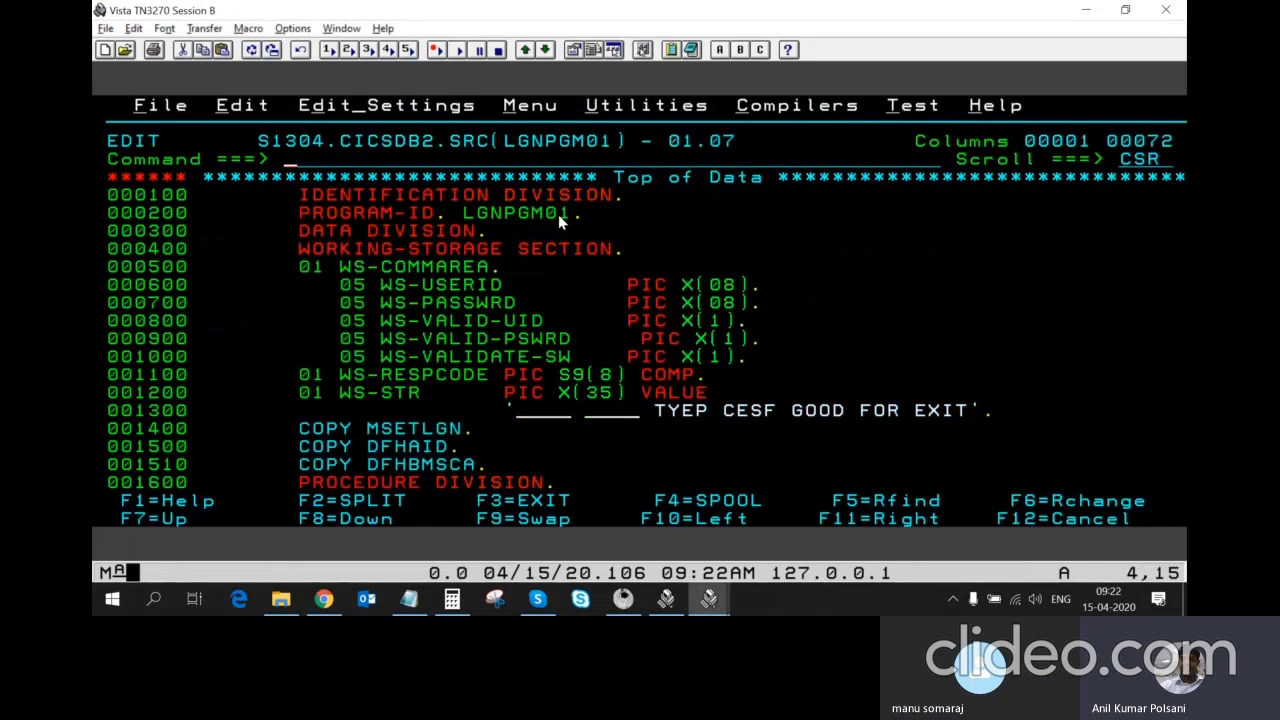 Vista TN3270 Session B
File Edit Font Transfer Macro Options Window Help
1 2 3 4 5 A B C ?
File Edit Edit_Settings Menu Utilities Compilers Test Help
EDIT S1304.CICSDB2.SRC(LGNPGM01) - 01.07 Columns 00001 00072
Command ===> _ Scroll ===> CSR
****** ***************************** Top of Data ******************************
000100 IDENTIFICATION DIVISION.
000200 PROGRAM-ID. LGNPGM01.
000300 DATA DIVISION.
000400 WORKING-STORAGE SECTION.
000500 01 WS-COMMAREA.
000600 05 WS-USERID PIC X(08).
000700 05 WS-PASSWRD PIC X(08).
000800 05 WS-VALID-UID PIC X(1).
000900 05 WS-VALID-PSWRD PIC X(1).
001000 05 WS-VALIDATE-SW PIC X(1).
001100 01 WS-RESPCODE PIC S9(8) COMP.
001200 01 WS-STR PIC X(35) VALUE
001300 '____ ____ TYEP CESF GOOD FOR EXIT'.
001400 COPY MSETLGN.
001500 COPY DFHAID.
001510 COPY DFHBMSCA.
001600 PROCEDURE DIVISION.
F1=Help F2=SPLIT F3=EXIT F4=SPOOL F5=Rfind F6=Rchange
F7=Up F8=Down F9=Swap F10=Left F11=Right F12=Cancel
MA 0.0 04/15/20.106 09:22AM 127.0.0.1 A 4,15
ENG 09:22
15-04-2020
clideo.com
manu somaraj Anil Kumar Polsani